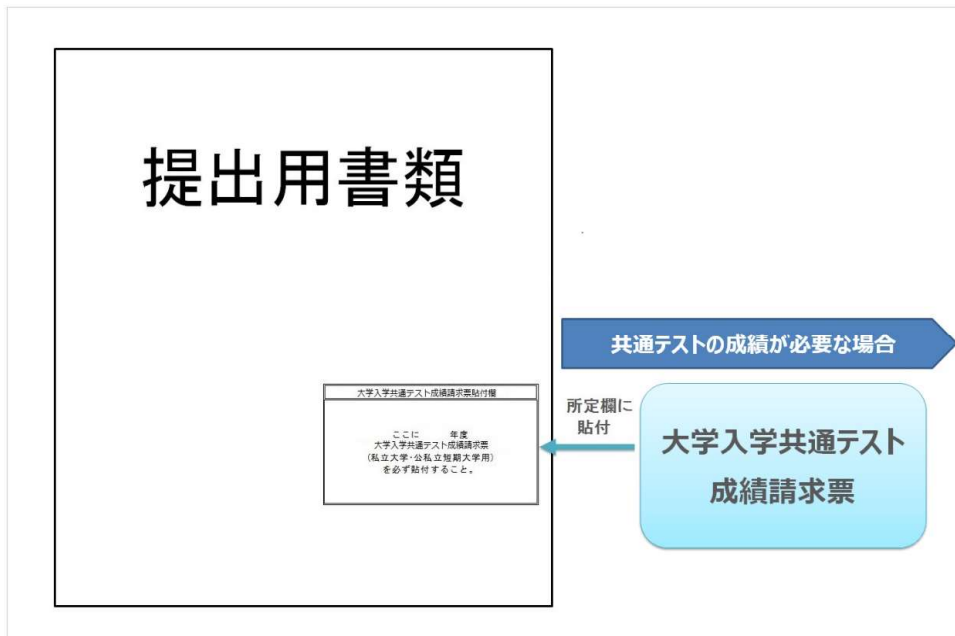 提出用書類
共通テストの成績が必要な場合
大学入学共通テスト成績請求票貼付欄
ここに　　年度
大学入学共通テスト成績請求票
(私立大学・公私立短期大学用)
を必ず貼付すること。
所定欄に
貼付
大学入学共通テスト
成績請求票